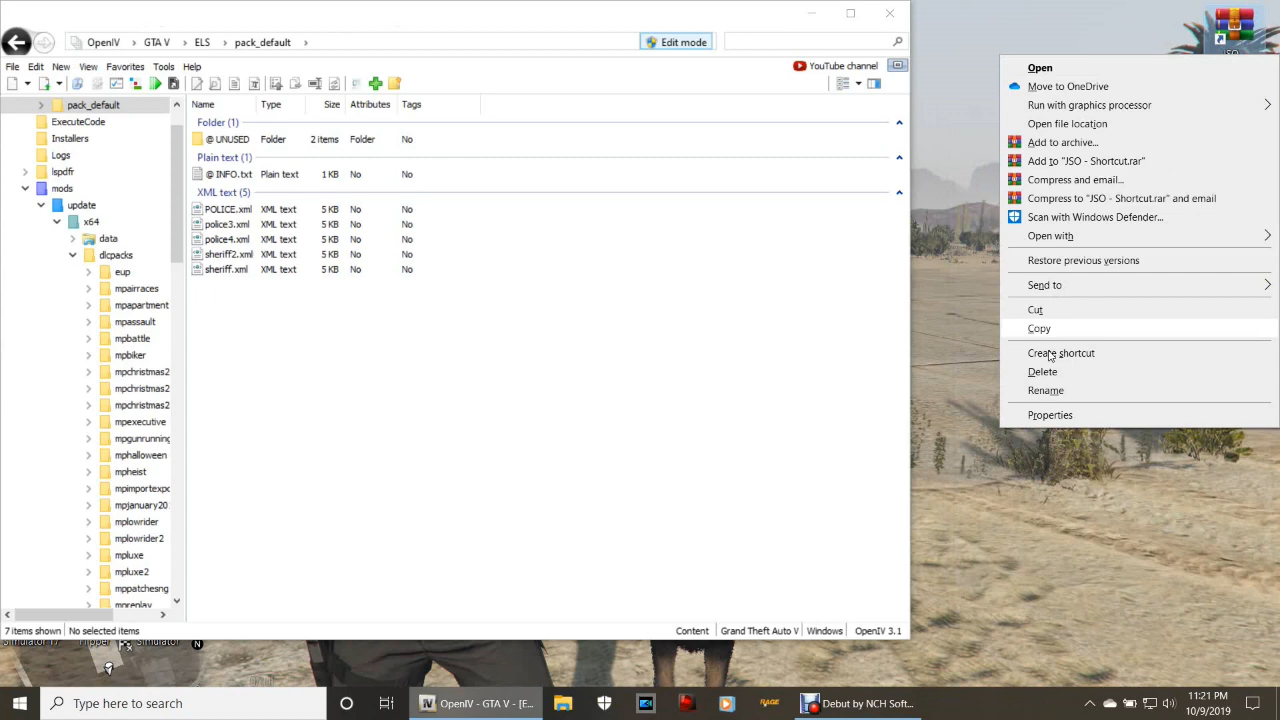 OpenIV
GTA V
ELS
pack_default
Edit mode
File Edit New View Favorites Tools Help
YouTube channel
pack_default
ExecuteCode
Installers
Logs
lspdfr
mods
update
x64
data
dlcpacks
eup
mpairraces
mpapartment
mpassault
mpbattle
mpbiker
mpchristmas2
mpchristmas2
mpchristmas2
mpexecutive
mpgunrunning
mphalloween
mpheist
mpimportexpo
mpjanuary20
mplowrider
mplowrider2
mpluxe
mpluxe2
mppatchesng
mpreplay
Name Type Size Attributes Tags
Folder (1)
@ UNUSED Folder 2 items Folder No
Plain text (1)
@ INFO.txt Plain text 1 KB No No
XML text (5)
POLICE.xml XML text 5 KB No No
police3.xml XML text 5 KB No No
police4.xml XML text 5 KB No No
sheriff2.xml XML text 5 KB No No
sheriff.xml XML text 5 KB No No
7 items shown No selected items Content Grand Theft Auto V Windows OpenIV 3.1
JSO
Open
Move to OneDrive
Run with graphics processor
Open file location
Add to archive...
Add to "JSO - Shortcut.rar"
Compress and email...
Compress to "JSO - Shortcut.rar" and email
Scan with Windows Defender...
Open with
Restore previous versions
Send to
Cut
Copy
Create shortcut
Delete
Rename
Properties
Type here to search
OpenIV - GTA V - [E...
RAGE
Debut by NCH Soft...
11:21 PM
10/9/2019